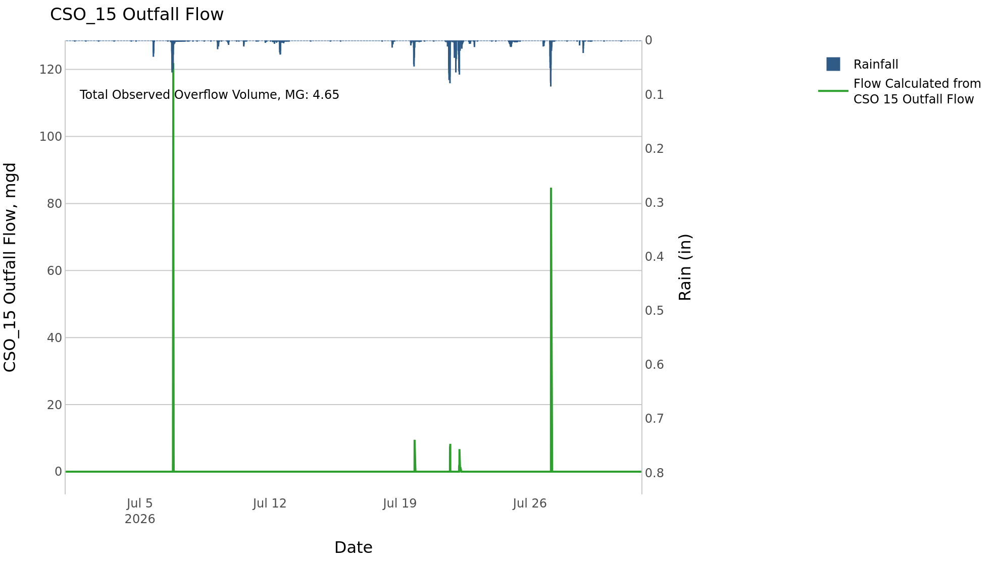 CSO_15 Outfall Flow
Total Observed Overflow Volume, MG: 4.65
CSO_15 Outfall Flow, mgd
120
100
80
60
40
20
0
0
0.1
0.2
0.3
0.4
0.5
0.6
0.7
0.8
Rain (in)
Jul 5
2026
Jul 12
Jul 19
Jul 26
Date
Rainfall
Flow Calculated from
CSO 15 Outfall Flow